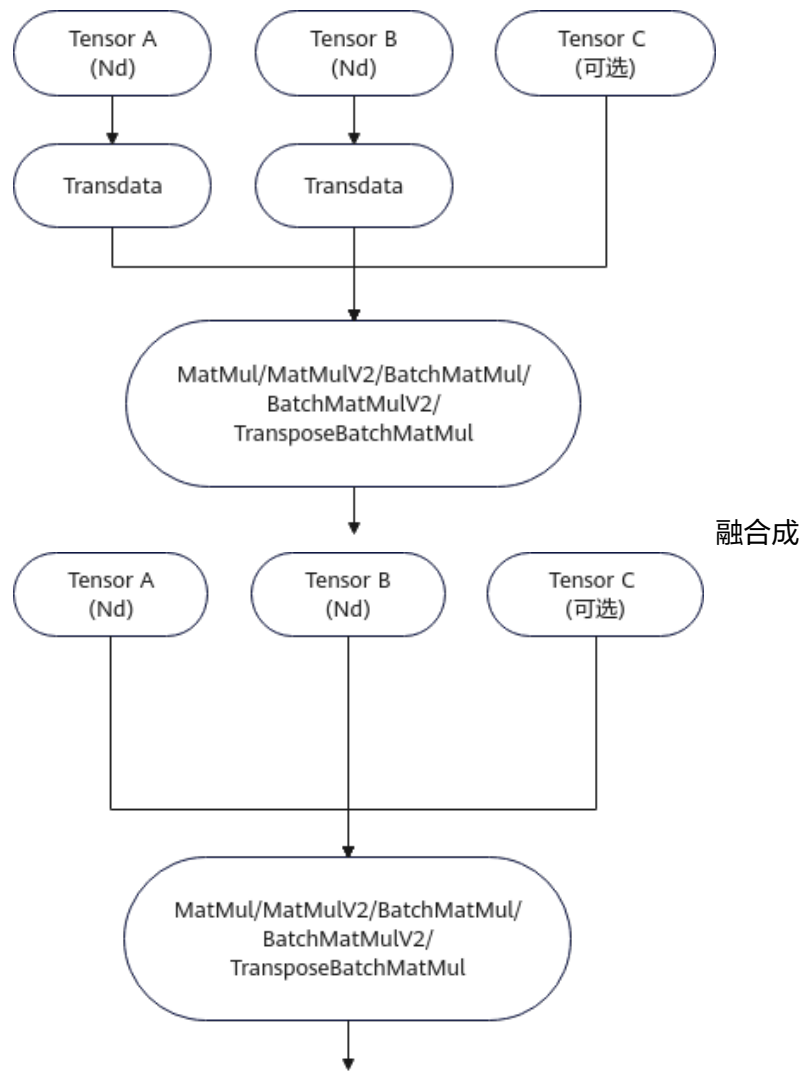 Tensor A
(Nd)
Tensor B
(Nd)
Tensor C
(可选)
Transdata
Transdata
MatMul/MatMulV2/BatchMatMul/
BatchMatMulV2/
TransposeBatchMatMul
融合成
Tensor A
(Nd)
Tensor B
(Nd)
Tensor C
(可选)
MatMul/MatMulV2/BatchMatMul/
BatchMatMulV2/
TransposeBatchMatMul